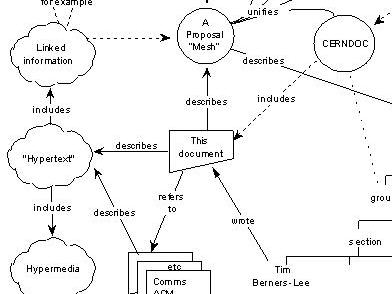 for example
A
Proposal
"Mesh"
unifies
CERNDOC
Linked
information
describes
includes
describes
includes
This
document
describes
"Hypertext"
refers
to
includes
describes
wrote
section
Hypermedia
etc
Tim
Berners-Lee
Comms
ACM